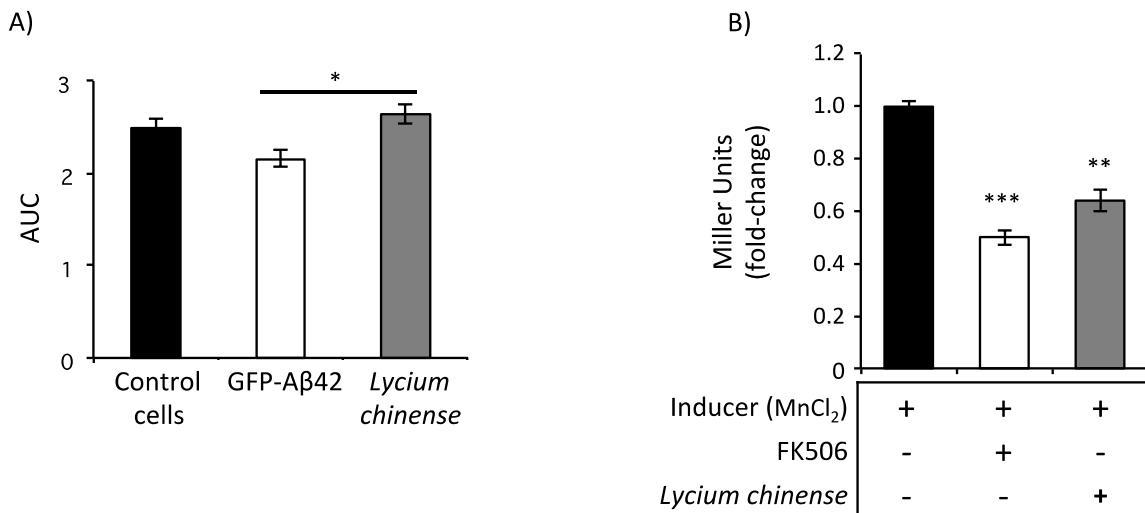 A)
*
3
2
1
0
AUC
Control
cells
GFP-Aβ42
Lycium
chinense
B)
1.2
1.0
0.8
0.6
0.4
0.2
0
Miller Units
(fold-change)
***
**
Inducer (MnCl₂) + + +
FK506 - + -
Lycium chinense - - +